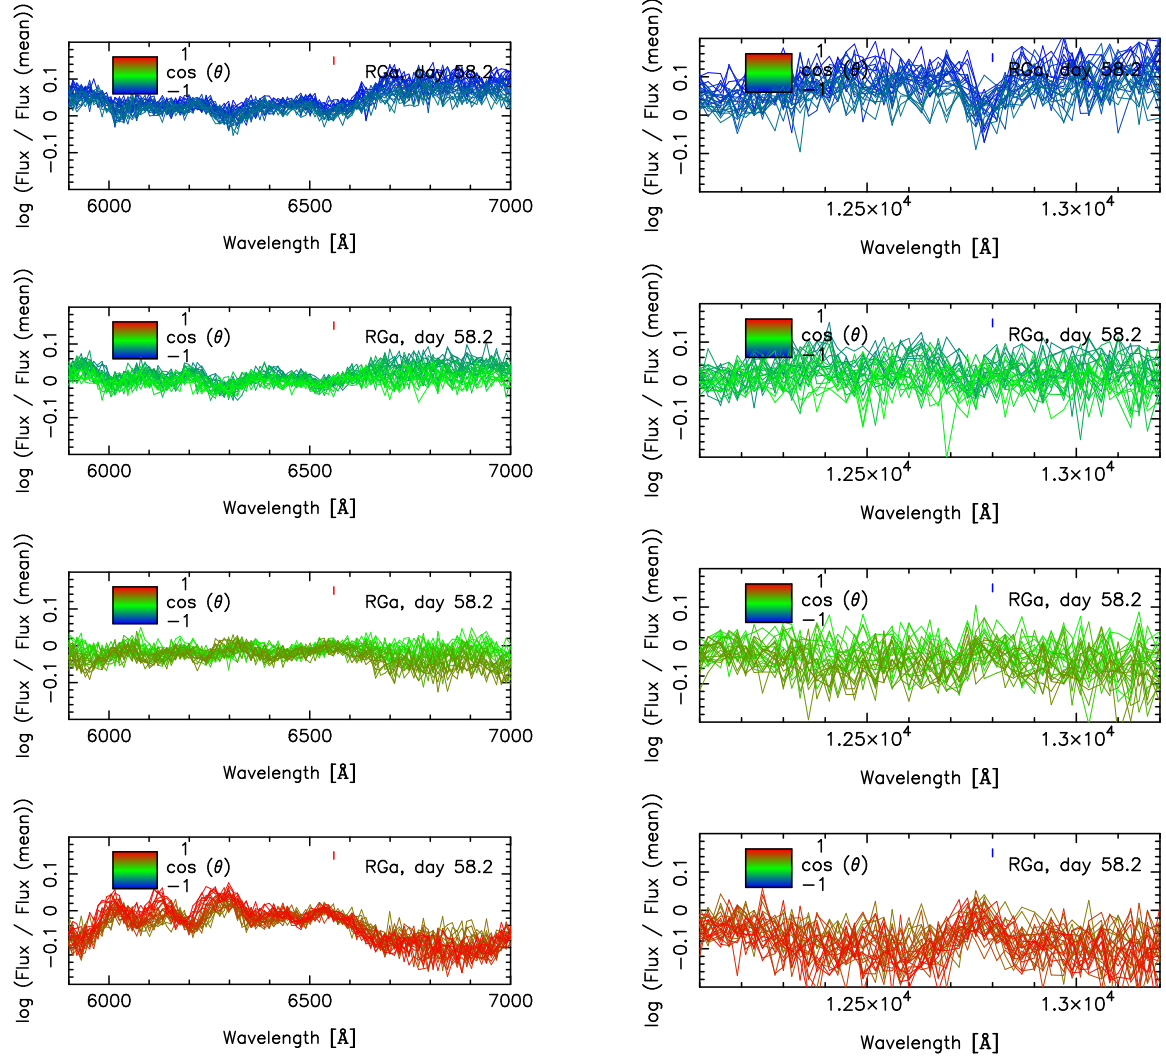 log (Flux / Flux (mean))
0.1
0
−0.1
1
cos (θ)
−1
RGa, day 58.2
6000
6500
7000
Wavelength [Å]
log (Flux / Flux (mean))
0.1
0
−0.1
1
cos (θ)
−1
RGa, day 58.2
1.25×10⁴
1.3×10⁴
Wavelength [Å]
log (Flux / Flux (mean))
0.1
0
−0.1
1
cos (θ)
−1
RGa, day 58.2
6000
6500
7000
Wavelength [Å]
log (Flux / Flux (mean))
0.1
0
−0.1
1
cos (θ)
−1
RGa, day 58.2
1.25×10⁴
1.3×10⁴
Wavelength [Å]
log (Flux / Flux (mean))
0.1
0
−0.1
1
cos (θ)
−1
RGa, day 58.2
6000
6500
7000
Wavelength [Å]
log (Flux / Flux (mean))
0.1
0
−0.1
1
cos (θ)
−1
RGa, day 58.2
1.25×10⁴
1.3×10⁴
Wavelength [Å]
log (Flux / Flux (mean))
0.1
0
−0.1
1
cos (θ)
−1
RGa, day 58.2
6000
6500
7000
Wavelength [Å]
log (Flux / Flux (mean))
0.1
0
−0.1
1
cos (θ)
−1
RGa, day 58.2
1.25×10⁴
1.3×10⁴
Wavelength [Å]